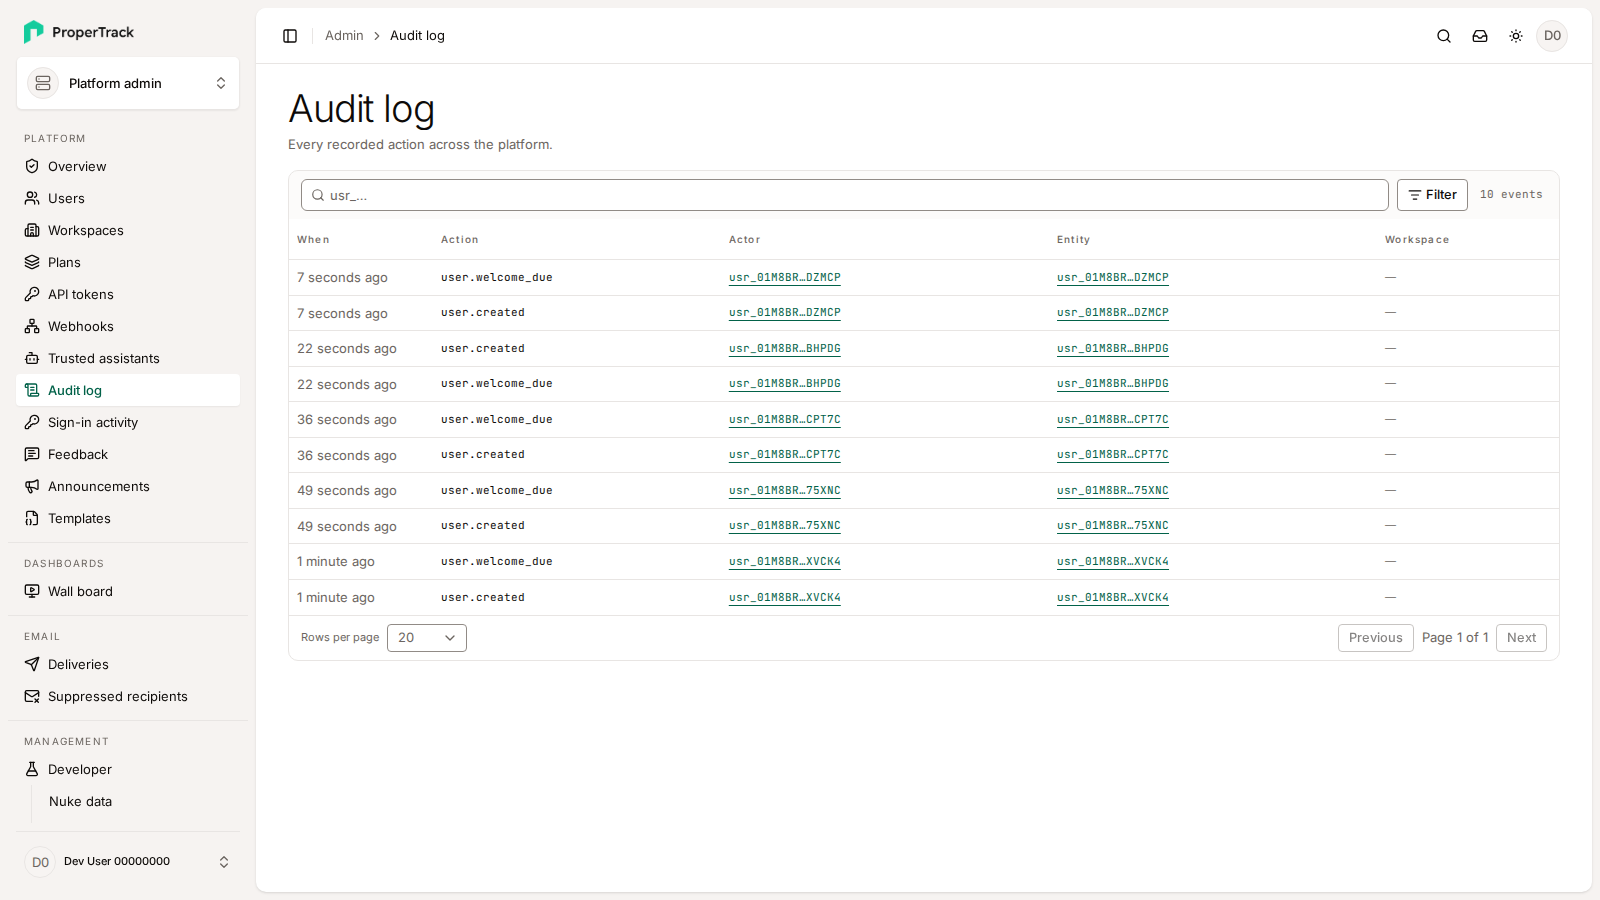 ProperTrack
Platform admin
PLATFORM
Overview
Users
Workspaces
Plans
API tokens
Webhooks
Trusted assistants
Audit log
Sign-in activity
Feedback
Announcements
Templates
DASHBOARDS
Wall board
EMAIL
Deliveries
Suppressed recipients
MANAGEMENT
Developer
Nuke data
D0 Dev User 00000000
Admin > Audit log
D0
Audit log
Every recorded action across the platform.
usr_... Filter 10 events
When Action Actor Entity Workspace
7 seconds ago user.welcome_due usr_01M8BR…DZMCP usr_01M8BR…DZMCP —
7 seconds ago user.created usr_01M8BR…DZMCP usr_01M8BR…DZMCP —
22 seconds ago user.created usr_01M8BR…BHPDG usr_01M8BR…BHPDG —
22 seconds ago user.welcome_due usr_01M8BR…BHPDG usr_01M8BR…BHPDG —
36 seconds ago user.welcome_due usr_01M8BR…CPT7C usr_01M8BR…CPT7C —
36 seconds ago user.created usr_01M8BR…CPT7C usr_01M8BR…CPT7C —
49 seconds ago user.welcome_due usr_01M8BR…75XNC usr_01M8BR…75XNC —
49 seconds ago user.created usr_01M8BR…75XNC usr_01M8BR…75XNC —
1 minute ago user.welcome_due usr_01M8BR…XVCK4 usr_01M8BR…XVCK4 —
1 minute ago user.created usr_01M8BR…XVCK4 usr_01M8BR…XVCK4 —
Rows per page 20 Previous Page 1 of 1 Next